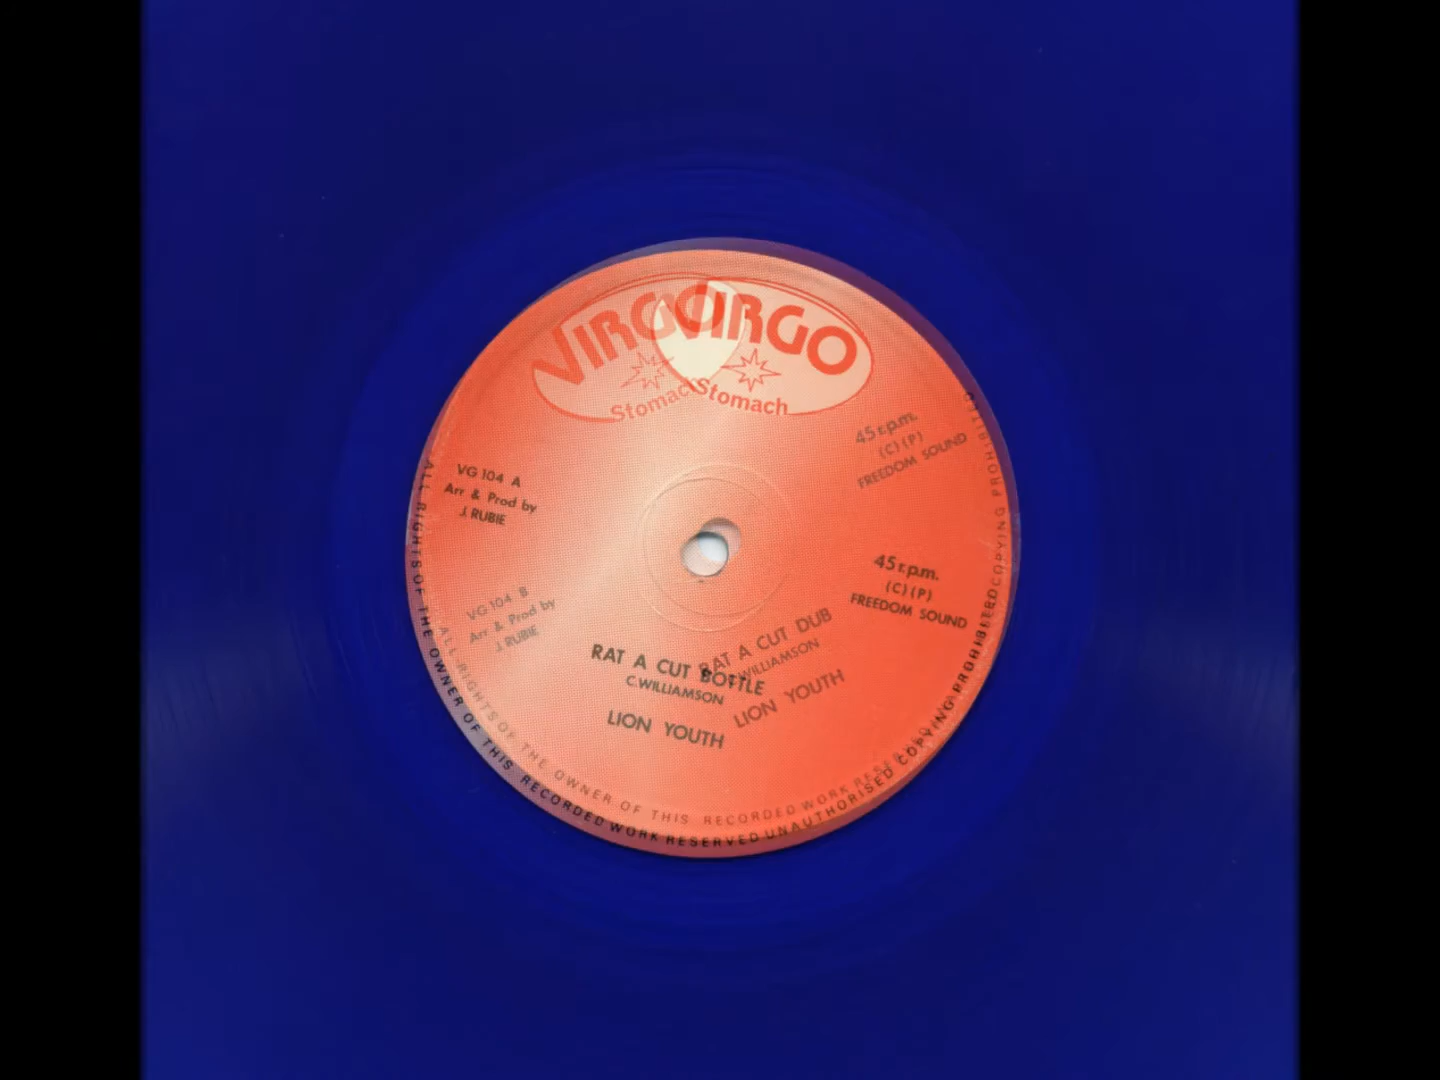 VIRGO
VIRGO
Stomach
Stomach
45 r.p.m.
(C) (P)
FREEDOM SOUND
VG 104 A
Arr & Prod by
J. RUBIE
45 r.p.m.
(C) (P)
FREEDOM SOUND
VG 104 B
Arr & Prod by
J. RUBIE
RAT A CUT DUB
C. WILLIAMSON
LION YOUTH
RAT A CUT BOTTLE
C. WILLIAMSON
LION YOUTH
ALL RIGHTS OF THE OWNER OF THIS RECORDED WORK RESERVED UNAUTHORISED COPYING PROHIBITED
ALL RIGHTS OF THE OWNER OF THIS RECORDED WORK RESERVED COPYING PROHIBITED